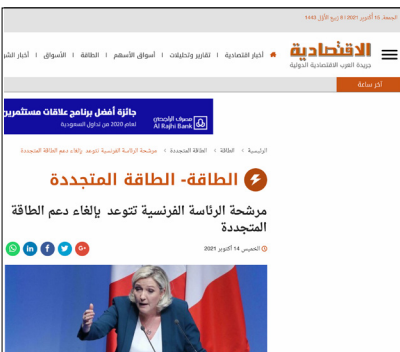 الجمعة, 15 أكتوبر 2021 / 8 ربيع الأول 1443
الاقتصادية
جريدة العرب الاقتصادية الدولية
أخبار اقتصادية | تقارير وتحليلات | أسواق الأسهم | الطاقة | الأسواق | أخبار الشر
آخر ساعة
جائزة أفضل برنامج علاقات مستثمرين
لعام 2020 من تداول السعودية
مصرف الراجحي
Al Rajhi Bank
الرئيسية › الطاقة › الطاقة المتجددة › مرشحة الرئاسة الفرنسية تتوعد بإلغاء دعم الطاقة المتجددة
الطاقة- الطاقة المتجددة
مرشحة الرئاسة الفرنسية تتوعد بإلغاء دعم الطاقة
المتجددة
الخميس 14 أكتوبر 2021